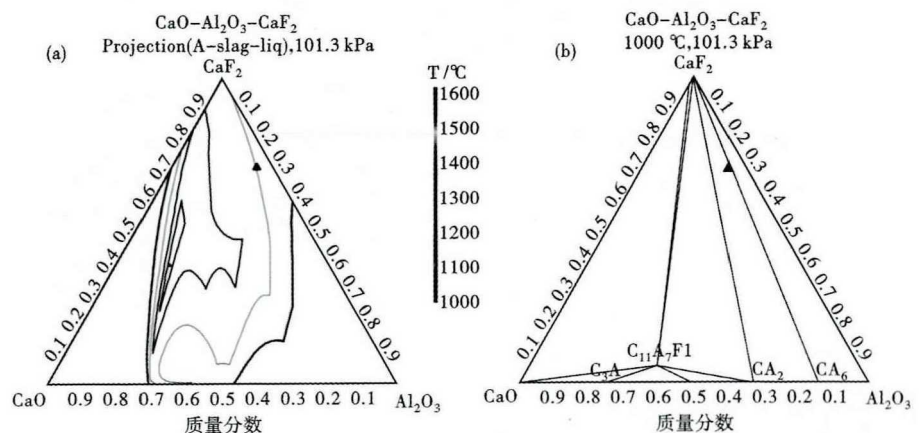 CaO–Al₂O₃–CaF₂
(a)
Projection(A-slag-liq),101.3 kPa
CaF₂
T/°C
1600
1500
1400
1300
1200
1100
1000
0.9
0.8
0.7
0.6
0.5
0.4
0.3
0.2
0.1
0.1
0.2
0.3
0.4
0.5
0.6
0.7
0.8
0.9
CaO 0.9 0.8 0.7 0.6 0.5 0.4 0.3 0.2 0.1 Al₂O₃
质量分数
CaO–Al₂O₃–CaF₂
(b)
1000 °C,101.3 kPa
CaF₂
0.9
0.8
0.7
0.6
0.5
0.4
0.3
0.2
0.1
0.1
0.2
0.3
0.4
0.5
0.6
0.7
0.8
0.9
C₁₁A₇F1
C₃A
CA₂
CA₆
CaO 0.9 0.8 0.7 0.6 0.5 0.4 0.3 0.2 0.1 Al₂O₃
质量分数